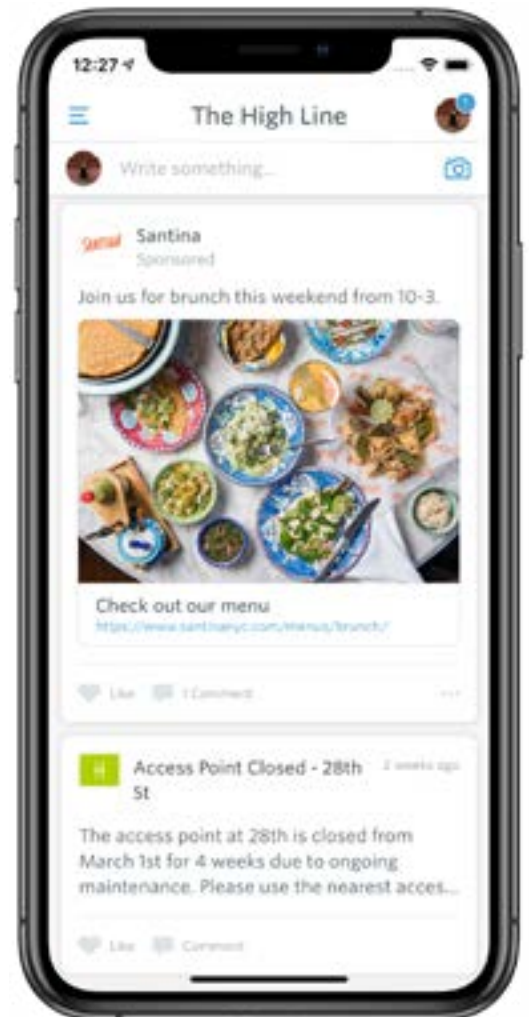 12:27
The High Line
1
Write something...
Santina
Santina
Sponsored
Join us for brunch this weekend from 10-3.
Check out our menu
https://www.santinanyc.com/menus/brunch/
Like 1 Comment
H
Access Point Closed - 28th 2 weeks ago
St
The access point at 28th is closed from
March 1st for 4 weeks due to ongoing
maintenance. Please use the nearest acces...
Like Comment